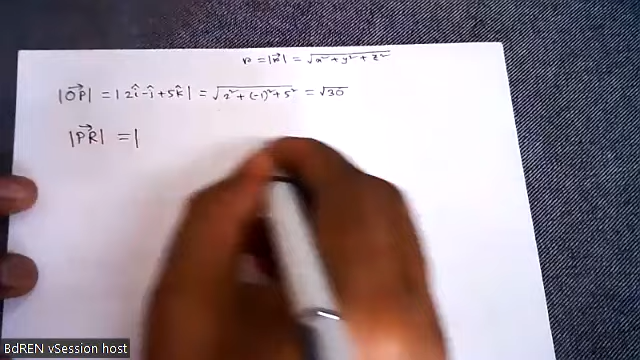 r = |r⃗| = √x² + y² + z²
|OP⃗| = |2î - ĵ + 5k̂| = √2² + (-1)² + 5² = √30
|PR⃗| = |
BdREN vSession host